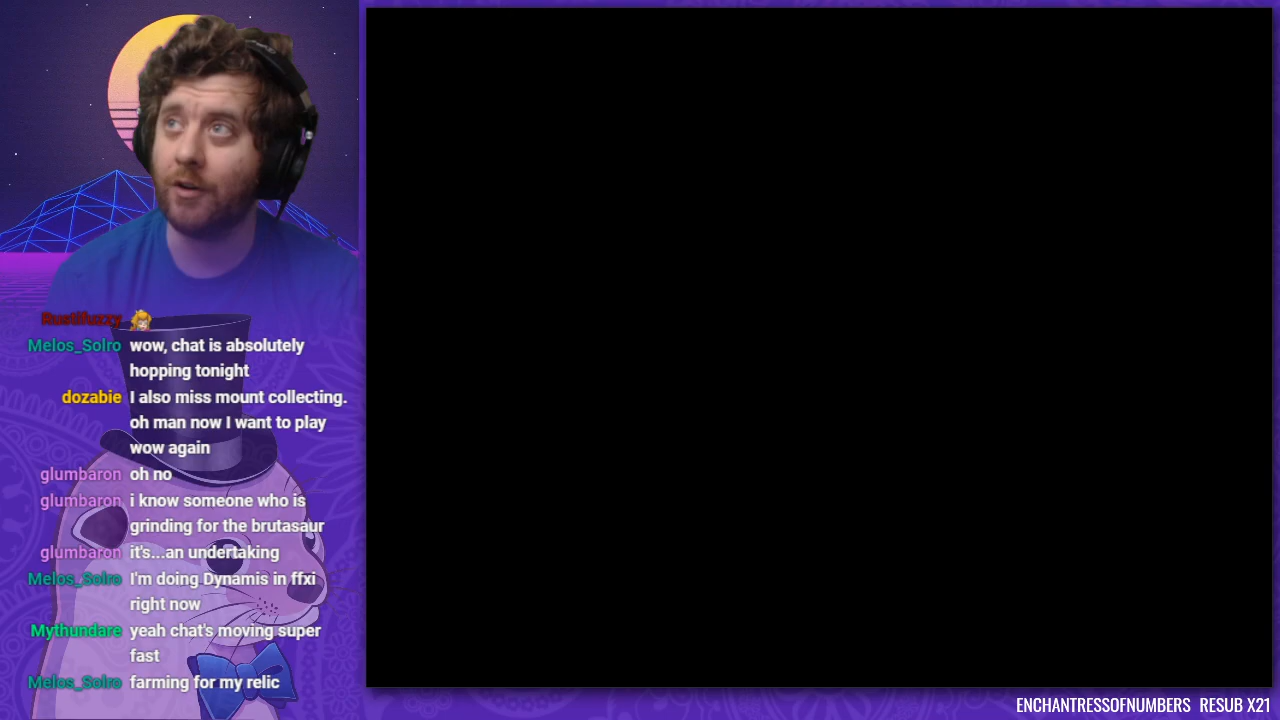 Rustifuzzy
Melos_Solro wow, chat is absolutely
hopping tonight
dozabie I also miss mount collecting.
oh man now I want to play
wow again
glumbaron oh no
glumbaron i know someone who is
grinding for the brutasaur
glumbaron it's...an undertaking
Melos_Solro I'm doing Dynamis in ffxi
right now
Mythundare yeah chat's moving super
fast
Melos_Solro farming for my relic
ENCHANTRESSOFNUMBERS RESUB X21